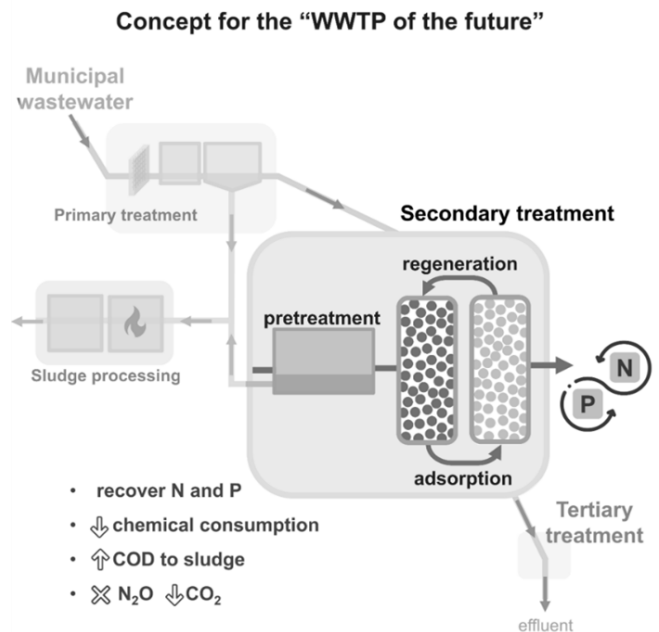 Concept for the “WWTP of the future”
Municipal
wastewater
Primary treatment
Secondary treatment
regeneration
pretreatment
Sludge processing
N
P
adsorption
• recover N and P
• chemical consumption
• COD to sludge
• N₂O CO₂
Tertiary
treatment
effluent